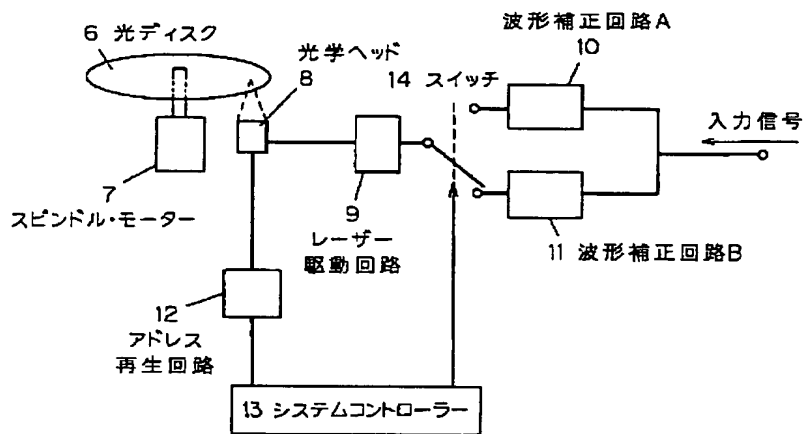 6 光ディスク
光学ヘッド
8
波形補正回路A
10
14 スイッチ
入力信号
7
スピンドル・モーター
9
レーザー
駆動回路
11 波形補正回路B
12
アドレス
再生回路
13 システムコントローラー